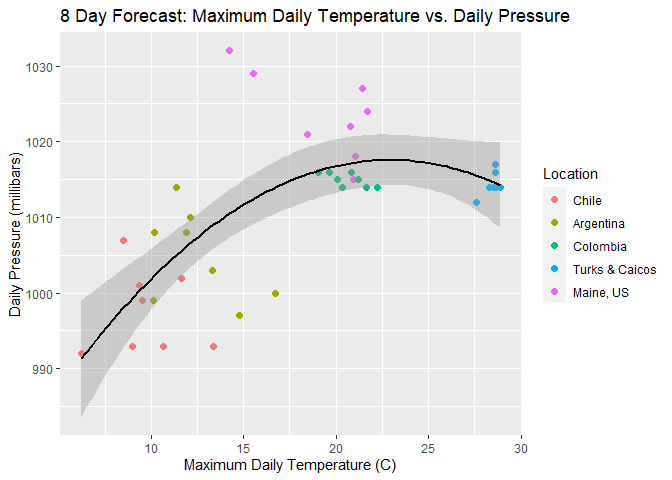 8 Day Forecast: Maximum Daily Temperature vs. Daily Pressure
Daily Pressure (millibars)
1030
1020
1010
1000
990
10
15
20
25
30
Maximum Daily Temperature (C)
Location
Chile
Argentina
Colombia
Turks & Caicos
Maine, US